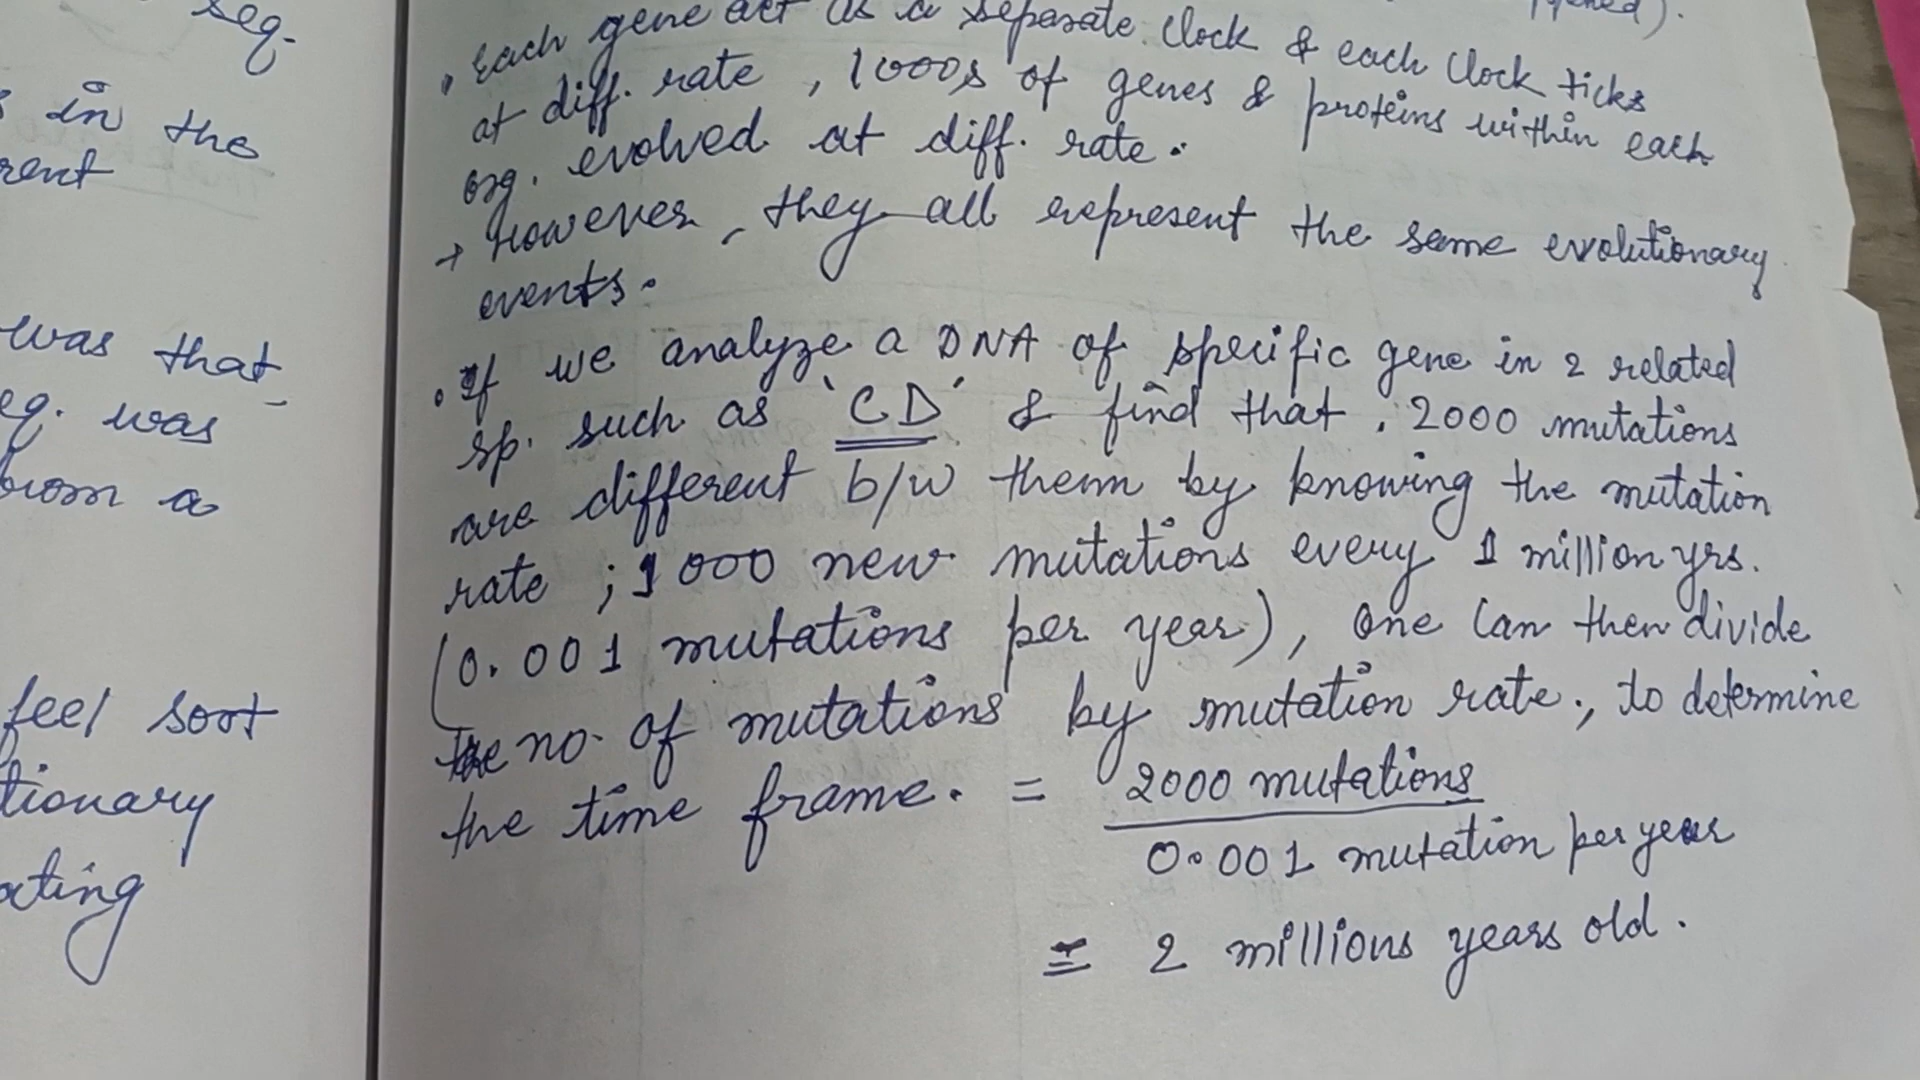 seq.
in the
rent
was that
eq. was
from a
feel sort
tionary
ating
• Each gene act as a separate clock & each clock ticks
at diff. rate, 1000s of genes & proteins within each
org. evolved at diff. rate.
→ However, they all represent the same evolutionary
events.
• If we analyze a DNA of specific gene in 2 related
sp. such as 'CD' & find that, 2000 mutations
are different b/w them by knowing the mutation
rate ; 1000 new mutations every 1 million yrs.
(0.001 mutations per year), one can then divide
the no. of mutations by mutation rate., to determine
the time frame. = 2000 mutations
0.001 mutation per year
= 2 millions years old.